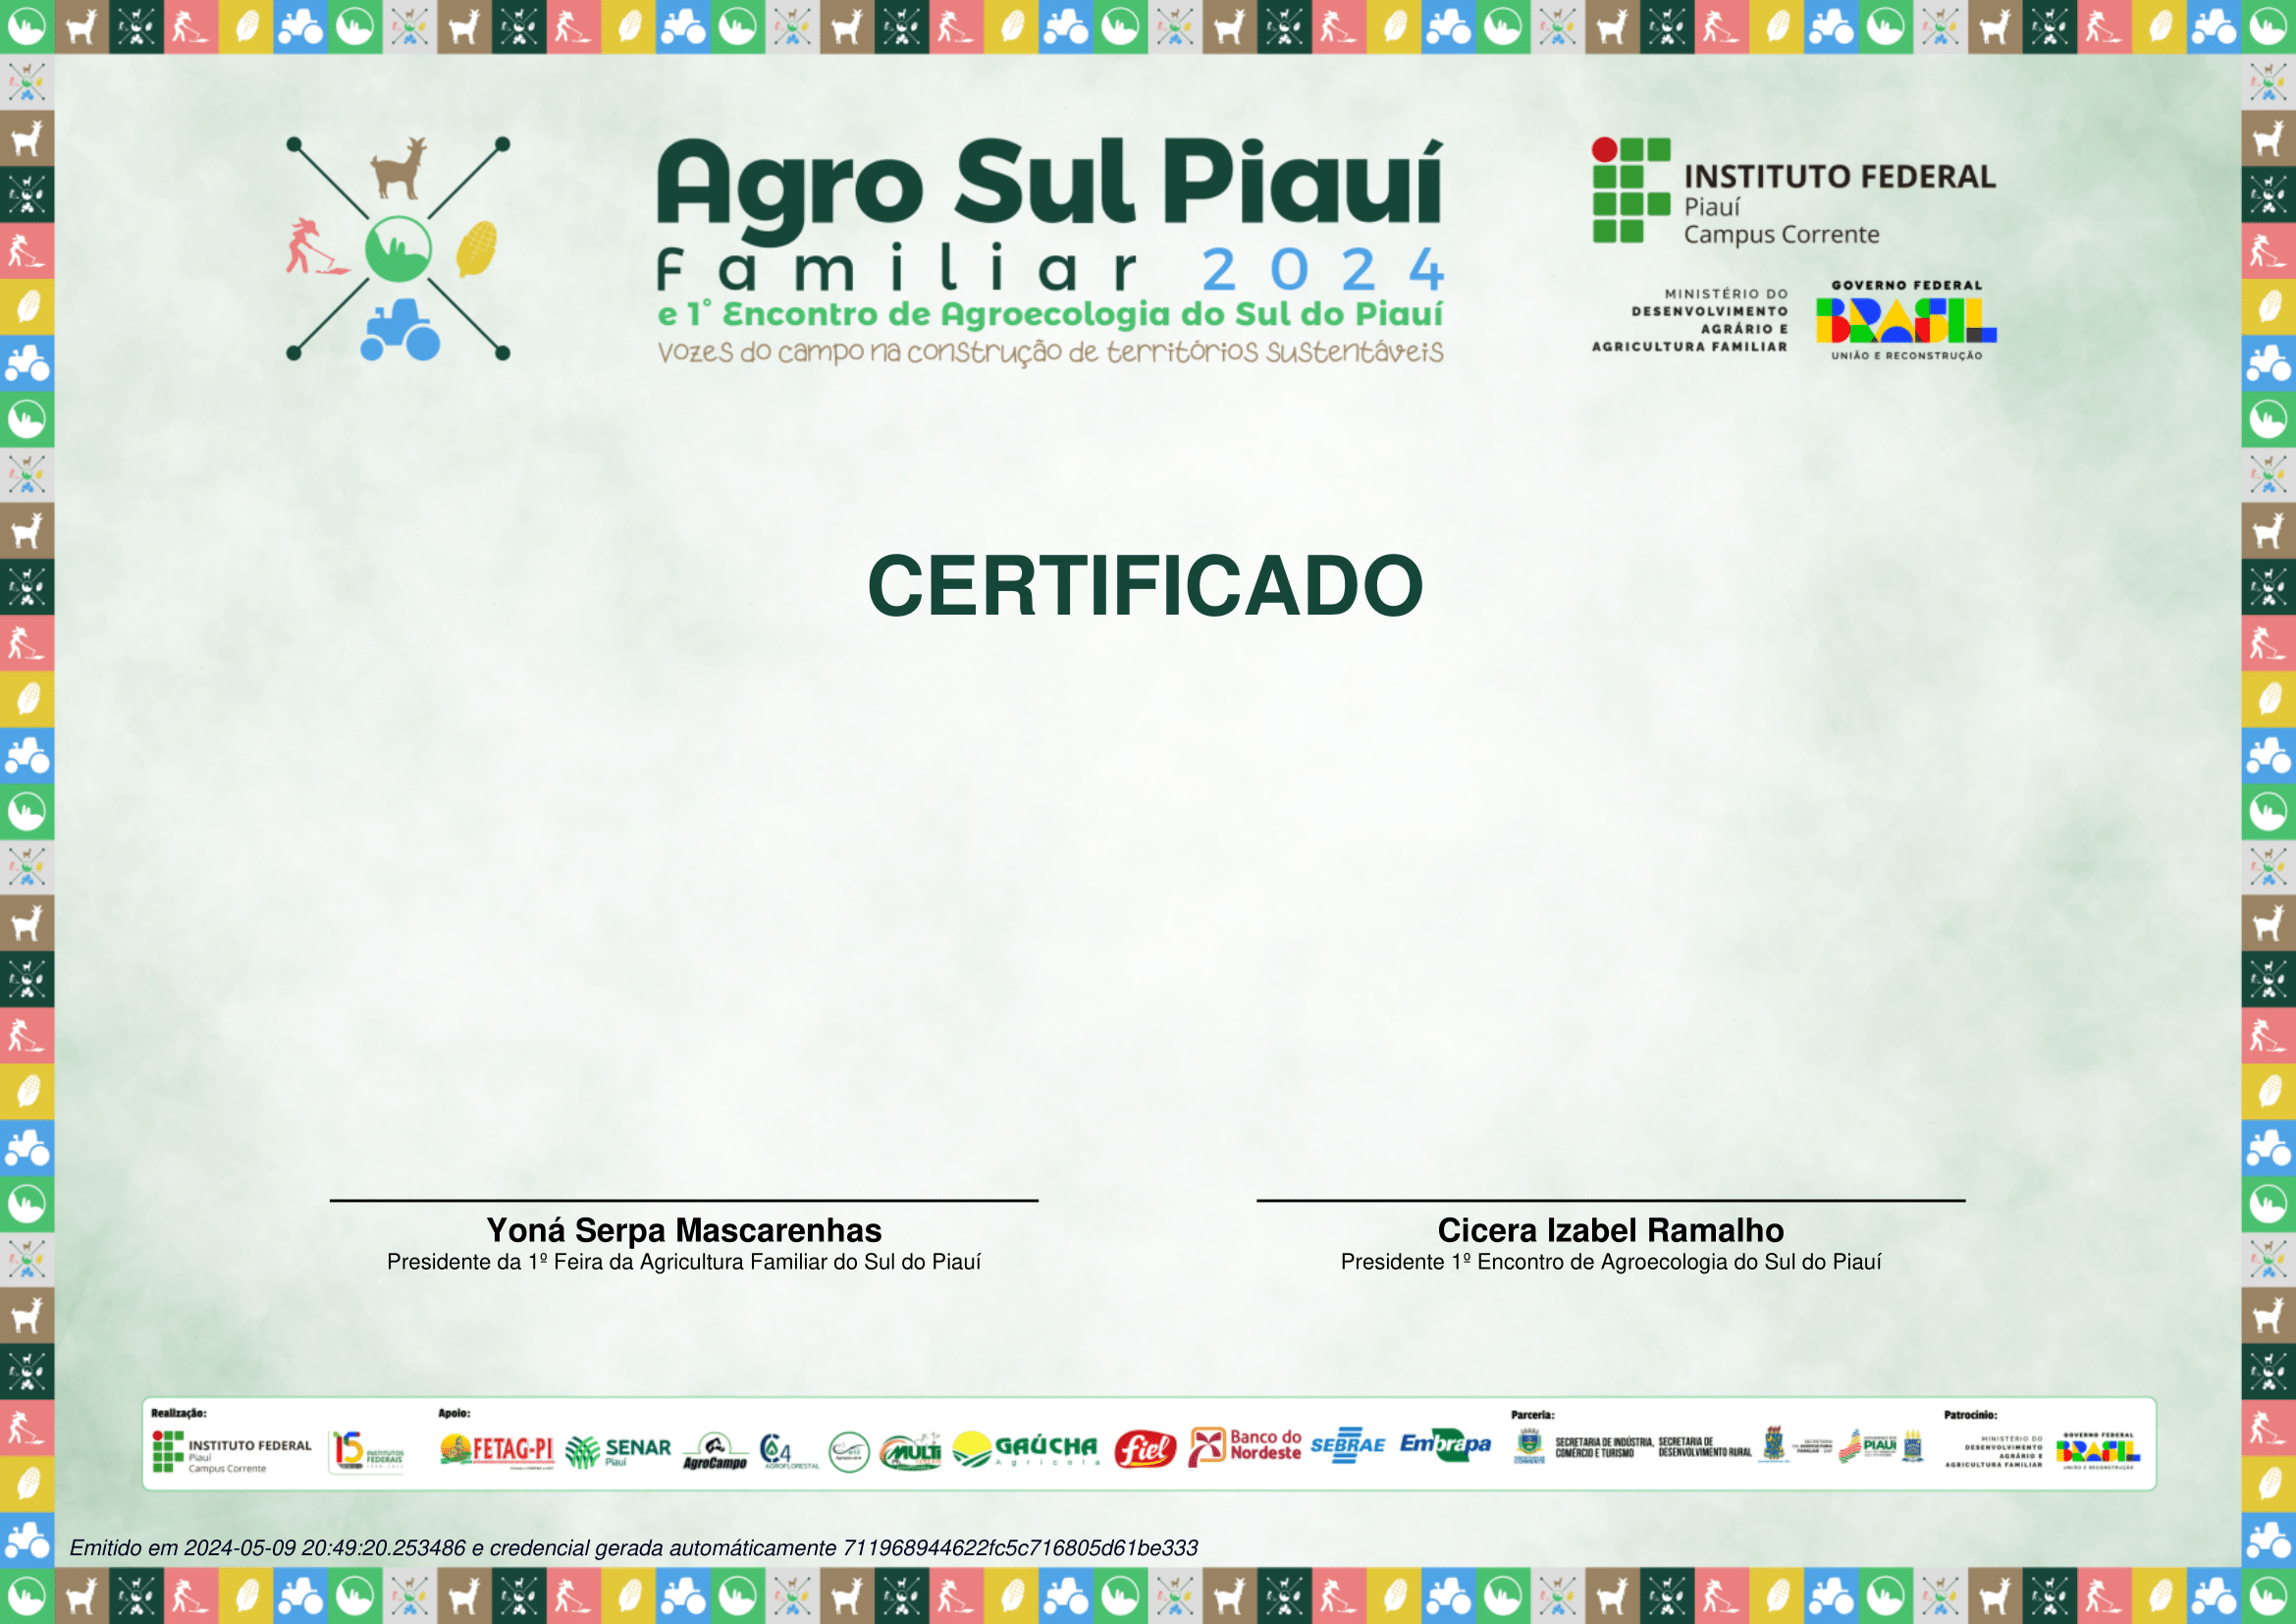 Agro Sul Piauí
Familiar 2024
e 1° Encontro de Agroecologia do Sul do Piauí
Vozes do campo na construção de territórios sustentáveis
INSTITUTO FEDERAL
Piauí
Campus Corrente
MINISTÉRIO DO
DESENVOLVIMENTO
AGRÁRIO E
AGRICULTURA FAMILIAR
GOVERNO FEDERAL
BRASIL
UNIÃO E RECONSTRUÇÃO
CERTIFICADO
Yoná Serpa Mascarenhas
Presidente da 1º Feira da Agricultura Familiar do Sul do Piauí
Cicera Izabel Ramalho
Presidente 1º Encontro de Agroecologia do Sul do Piauí
Realização:
INSTITUTO FEDERAL
Piauí
Campus Corrente
15
INSTITUTOS
FEDERAIS
Apoio:
FETAG-PI
SENAR
Piauí
AgroCampo
C4
AGROFLORESTAL
MULTI
GAÚCHA
Agrícola
fiel
Banco do
Nordeste
SEBRAE
Embrapa
Parceria:
SECRETARIA DE INDÚSTRIA,
COMÉRCIO E TURISMO
SECRETARIA DE
DESENVOLVIMENTO RURAL
PIAUÍ
Patrocínio:
MINISTÉRIO DO
DESENVOLVIMENTO
AGRÁRIO E
AGRICULTURA FAMILIAR
GOVERNO FEDERAL
BRASIL
UNIÃO E RECONSTRUÇÃO
Emitido em 2024-05-09 20:49:20.253486 e credencial gerada automáticamente 711968944622fc5c716805d61be333